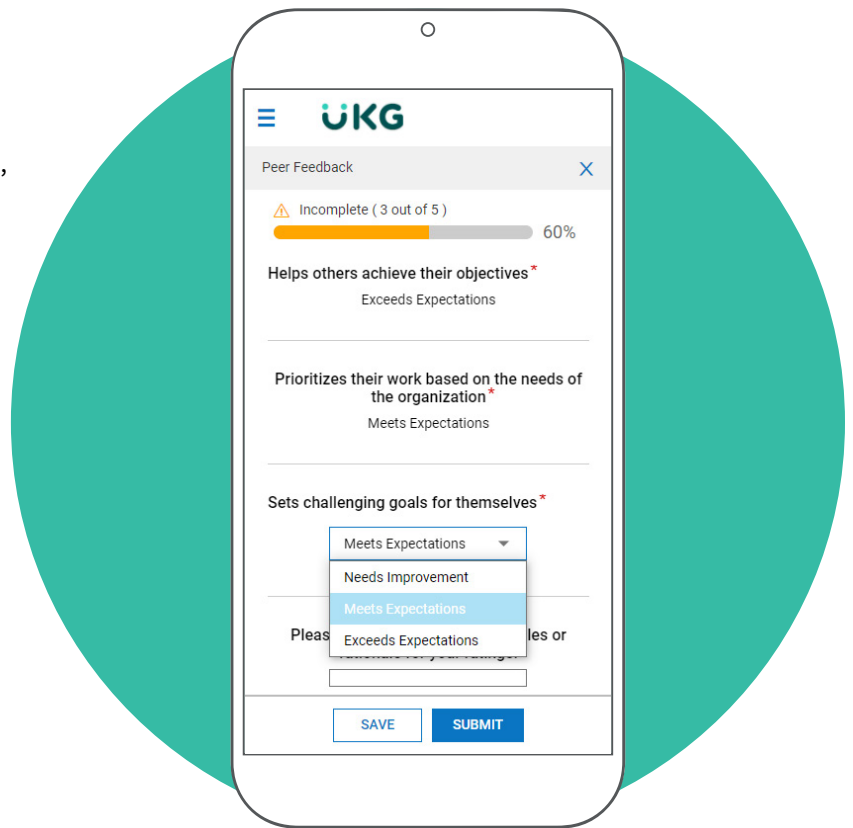 ,
UKG
Peer Feedback
Incomplete ( 3 out of 5 )
60%
Helps others achieve their objectives*
Exceeds Expectations
Prioritizes their work based on the needs of
the organization*
Meets Expectations
Sets challenging goals for themselves*
Meets Expectations
Needs Improvement
Meets Expectations
Exceeds Expectations
SAVE
SUBMIT